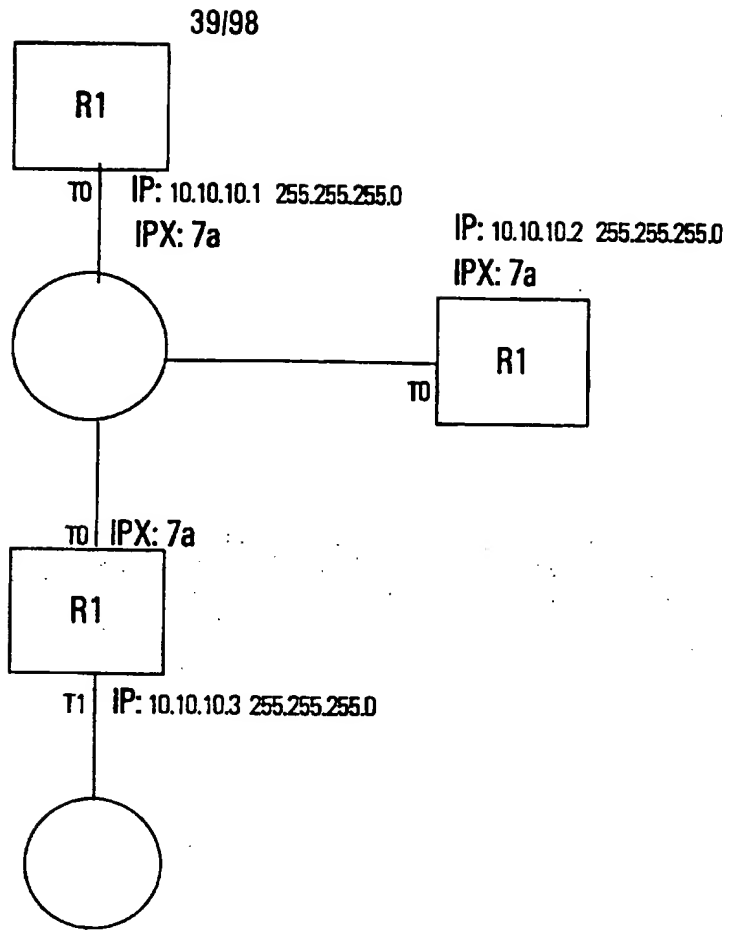 39/98
R1
T0 IP: 10.10.10.1 255.255.255.0
IPX: 7a
IP: 10.10.10.2 255.255.255.0
IPX: 7a
R1
T0
T0 IPX: 7a
R1
T1 IP: 10.10.10.3 255.255.255.0